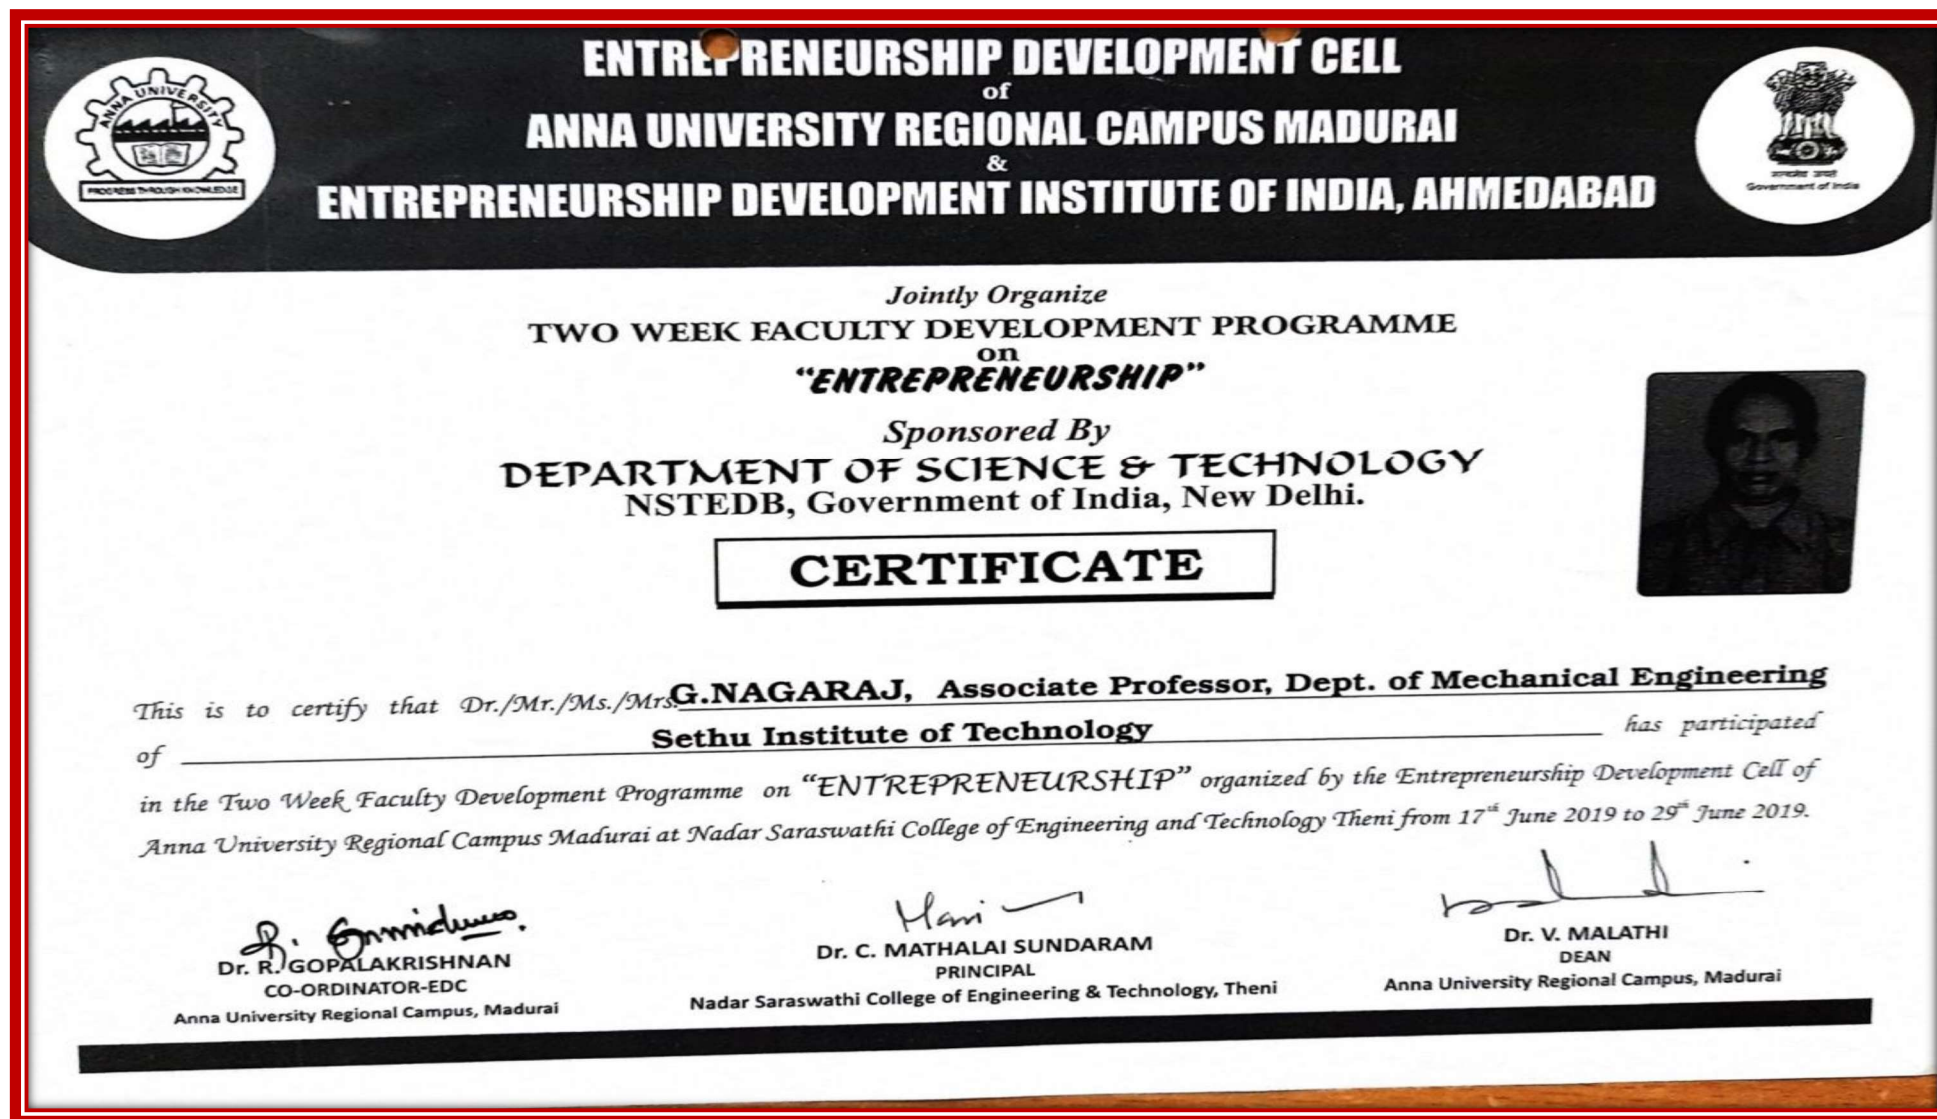 ENTREPRENEURSHIP DEVELOPMENT CELL
of
ANNA UNIVERSITY REGIONAL CAMPUS MADURAI
&
ENTREPRENEURSHIP DEVELOPMENT INSTITUTE OF INDIA, AHMEDABAD
ANNA UNIVERSITY
PROGRESS THROUGH KNOWLEDGE
सत्यमेव जयते
Government of India
Jointly Organize
TWO WEEK FACULTY DEVELOPMENT PROGRAMME
on
“ENTREPRENEURSHIP”
Sponsored By
DEPARTMENT OF SCIENCE & TECHNOLOGY
NSTEDB, Government of India, New Delhi.
CERTIFICATE
This is to certify that Dr./Mr./Ms./Mrs. G.NAGARAJ, Associate Professor, Dept. of Mechanical Engineering
of Sethu Institute of Technology has participated
in the Two Week Faculty Development Programme on “ENTREPRENEURSHIP” organized by the Entrepreneurship Development Cell of
Anna University Regional Campus Madurai at Nadar Saraswathi College of Engineering and Technology Theni from 17th June 2019 to 29th June 2019.
Dr. R. GOPALAKRISHNAN
CO-ORDINATOR-EDC
Anna University Regional Campus, Madurai
Dr. C. MATHALAI SUNDARAM
PRINCIPAL
Nadar Saraswathi College of Engineering & Technology, Theni
Dr. V. MALATHI
DEAN
Anna University Regional Campus, Madurai